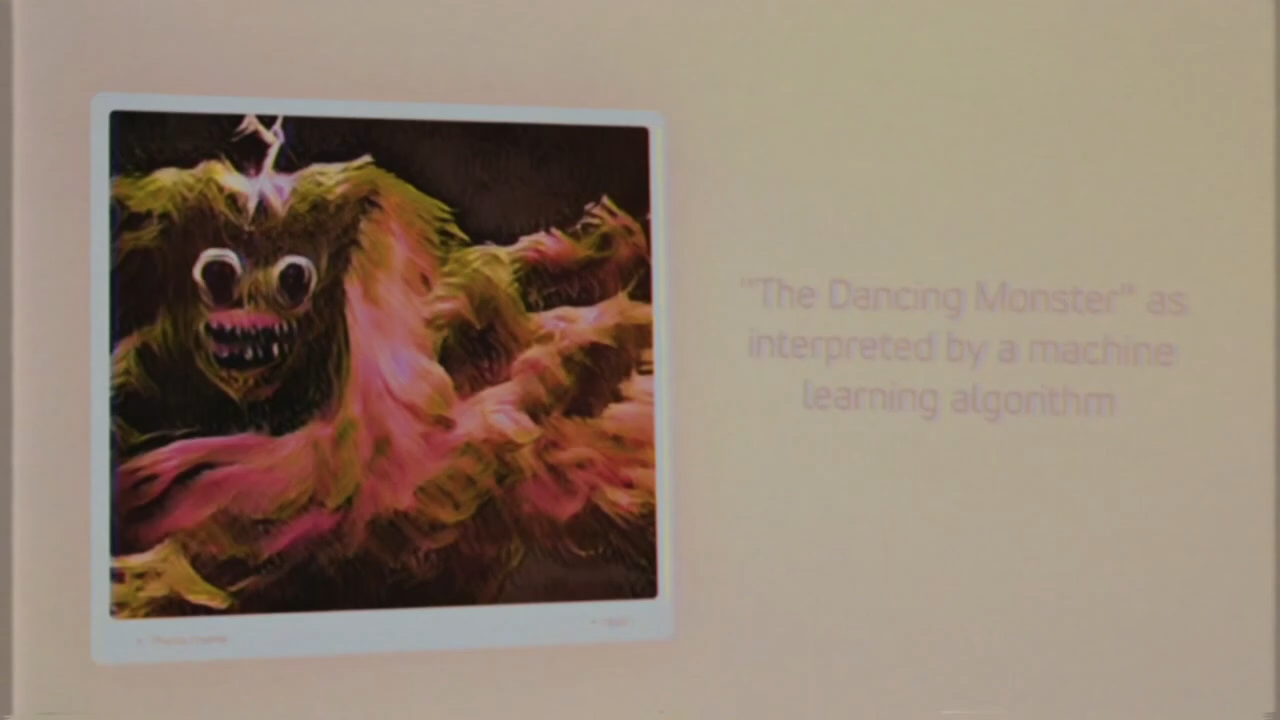 "The Dancing Monster" as
interpreted by a machine
learning algorithm